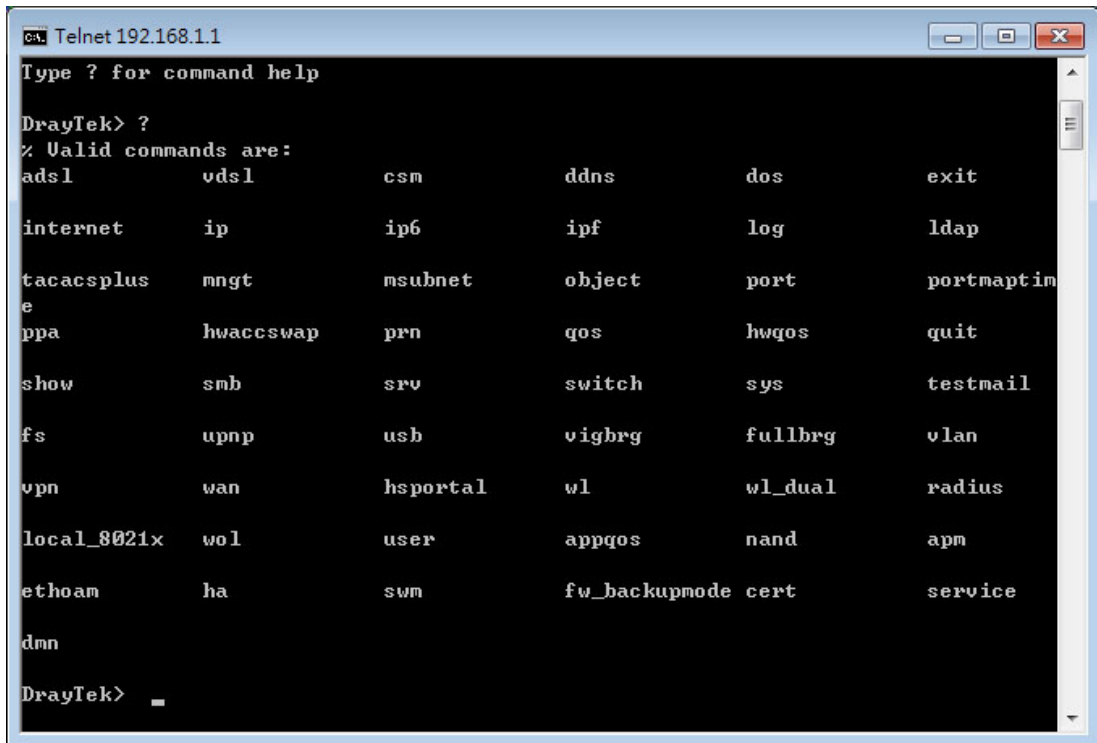 Telnet 192.168.1.1
Type ? for command help
DrayTek> ?
% Valid commands are:
adsl vdsl csm ddns dos exit
internet ip ip6 ipf log ldap
tacacsplus mngt msubnet object port portmaptim
e
ppa hwaccswap prn qos hwqos quit
show smb srv switch sys testmail
fs upnp usb vigbrg fullbrg vlan
vpn wan hsportal wl wl_dual radius
local_8021x wol user appqos nand apm
ethoam ha swm fw_backupmode cert service
dmn
DrayTek> _